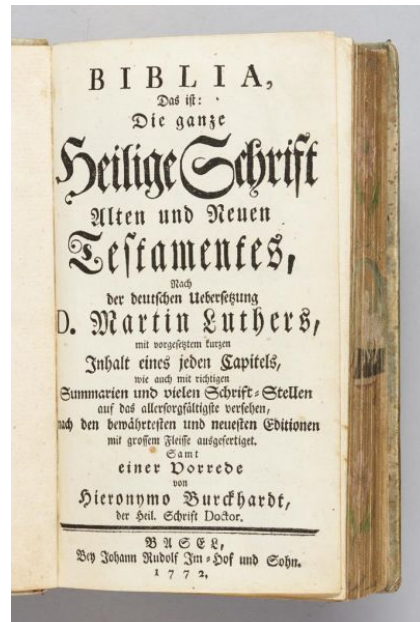 BIBLIA,
Das ist:
Die ganze
Heilige Schrift
Alten und Neuen
Testamentes,
Nach
der deutschen Uebersetzung
D. Martin Luthers,
mit vorgesetztem kurzen
Inhalt eines jeden Capitels,
wie auch mit richtigen
Summarien und vielen Schrift-Stellen
auf das allersorgfältigste versehen,
nach den bewährtesten und neuesten Editionen
mit grossem Fleisse ausgefertiget.
Samt
einer Vorrede
von
Hieronymo Burckhardt,
der Heil. Schrift Doctor.
BASEL,
Bey Johann Rudolf Im-Hof und Sohn.
1772.